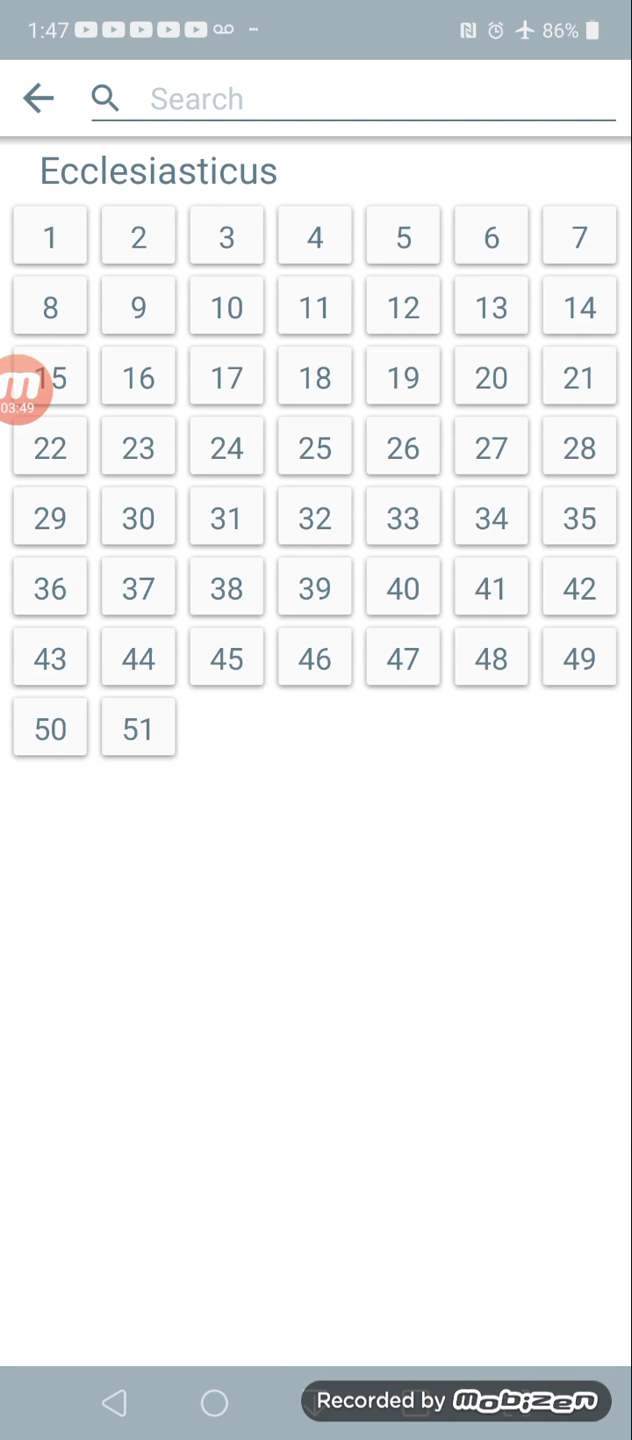 1:47 86%
Search
Ecclesiasticus
1 2 3 4 5 6 7
8 9 10 11 12 13 14
15 16 17 18 19 20 21
m
03:49
22 23 24 25 26 27 28
29 30 31 32 33 34 35
36 37 38 39 40 41 42
43 44 45 46 47 48 49
50 51
Recorded by mobizen